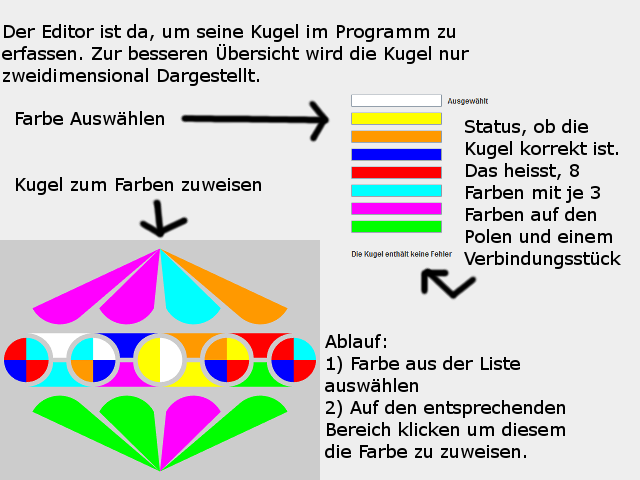 Der Editor ist da, um seine Kugel im Programm zu
erfassen. Zur besseren Übersicht wird die Kugel nur
zweidimensional Dargestellt.
Farbe Auswählen
Ausgewählt
Status, ob die
Kugel korrekt ist.
Das heisst, 8
Farben mit je 3
Farben auf den
Polen und einem
Verbindungsstück
Kugel zum Farben zuweisen
Die Kugel enthält keine Fehler
Ablauf:
1) Farbe aus der Liste
auswählen
2) Auf den entsprechenden
Bereich klicken um diesem
die Farbe zu zuweisen.